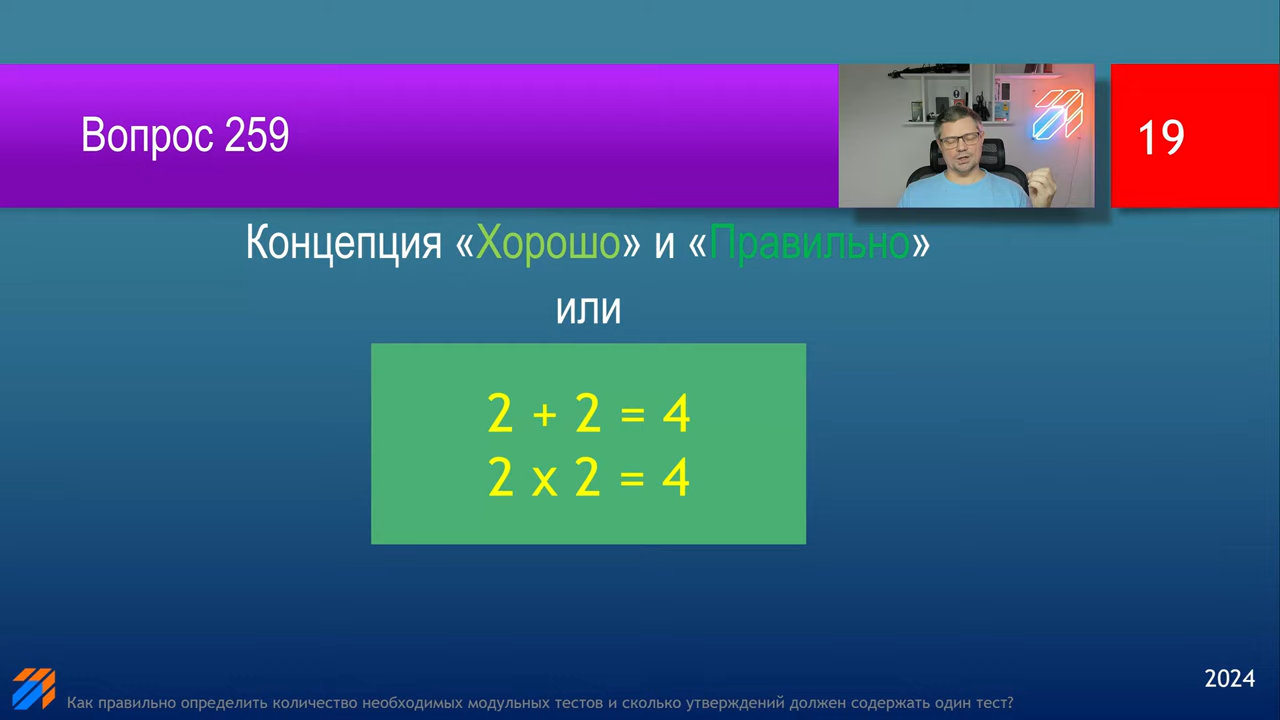 Вопрос 259
19
Концепция «Хорошо» и «Правильно»
или
2 + 2 = 4
2 x 2 = 4
2024
Как правильно определить количество необходимых модульных тестов и сколько утверждений должен содержать один тест?